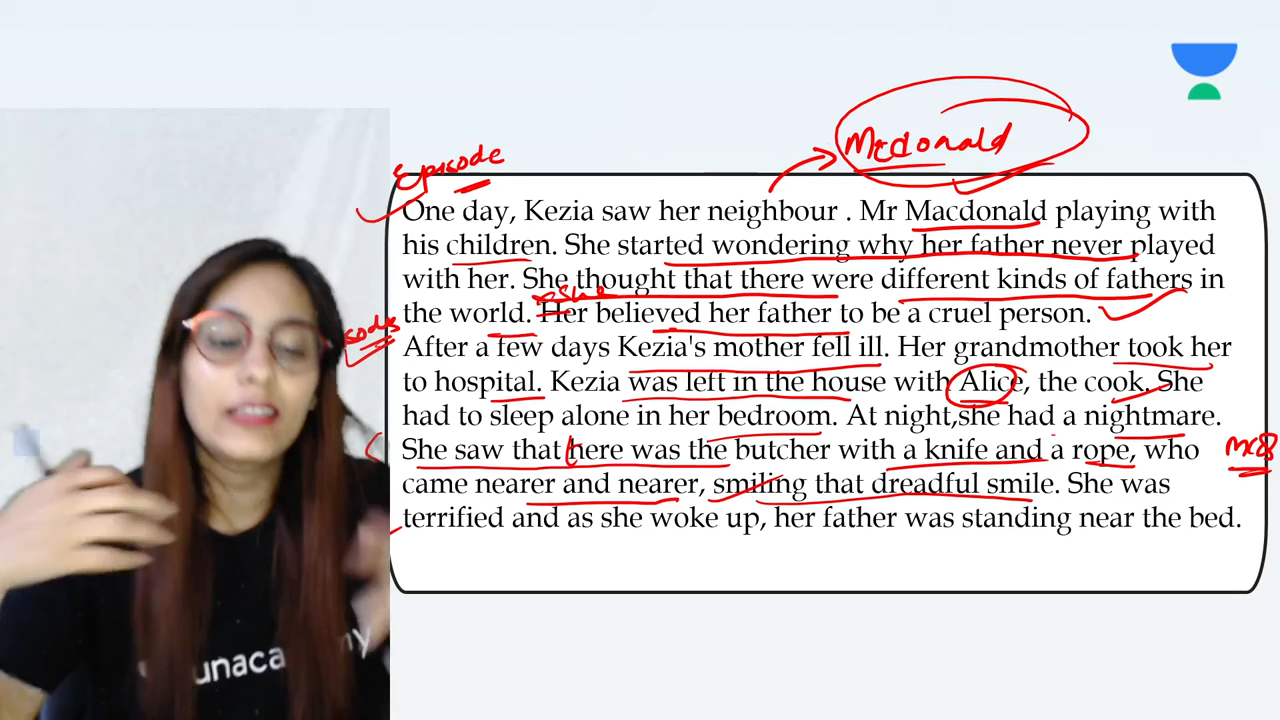 Mcdonald
Episode
One day, Kezia saw her neighbour . Mr Macdonald playing with
his children. She started wondering why her father never played
with her. She thought that there were different kinds of fathers in
she
the world. Her believed her father to be a cruel person.
After a few days Kezia's mother fell ill. Her grandmother took her
to hospital. Kezia was left in the house with Alice, the cook. She
had to sleep alone in her bedroom. At night,she had a nightmare.
She saw that there was the butcher with a knife and a rope, who
came nearer and nearer, smiling that dreadful smile. She was
terrified and as she woke up, her father was standing near the bed.
unaca my